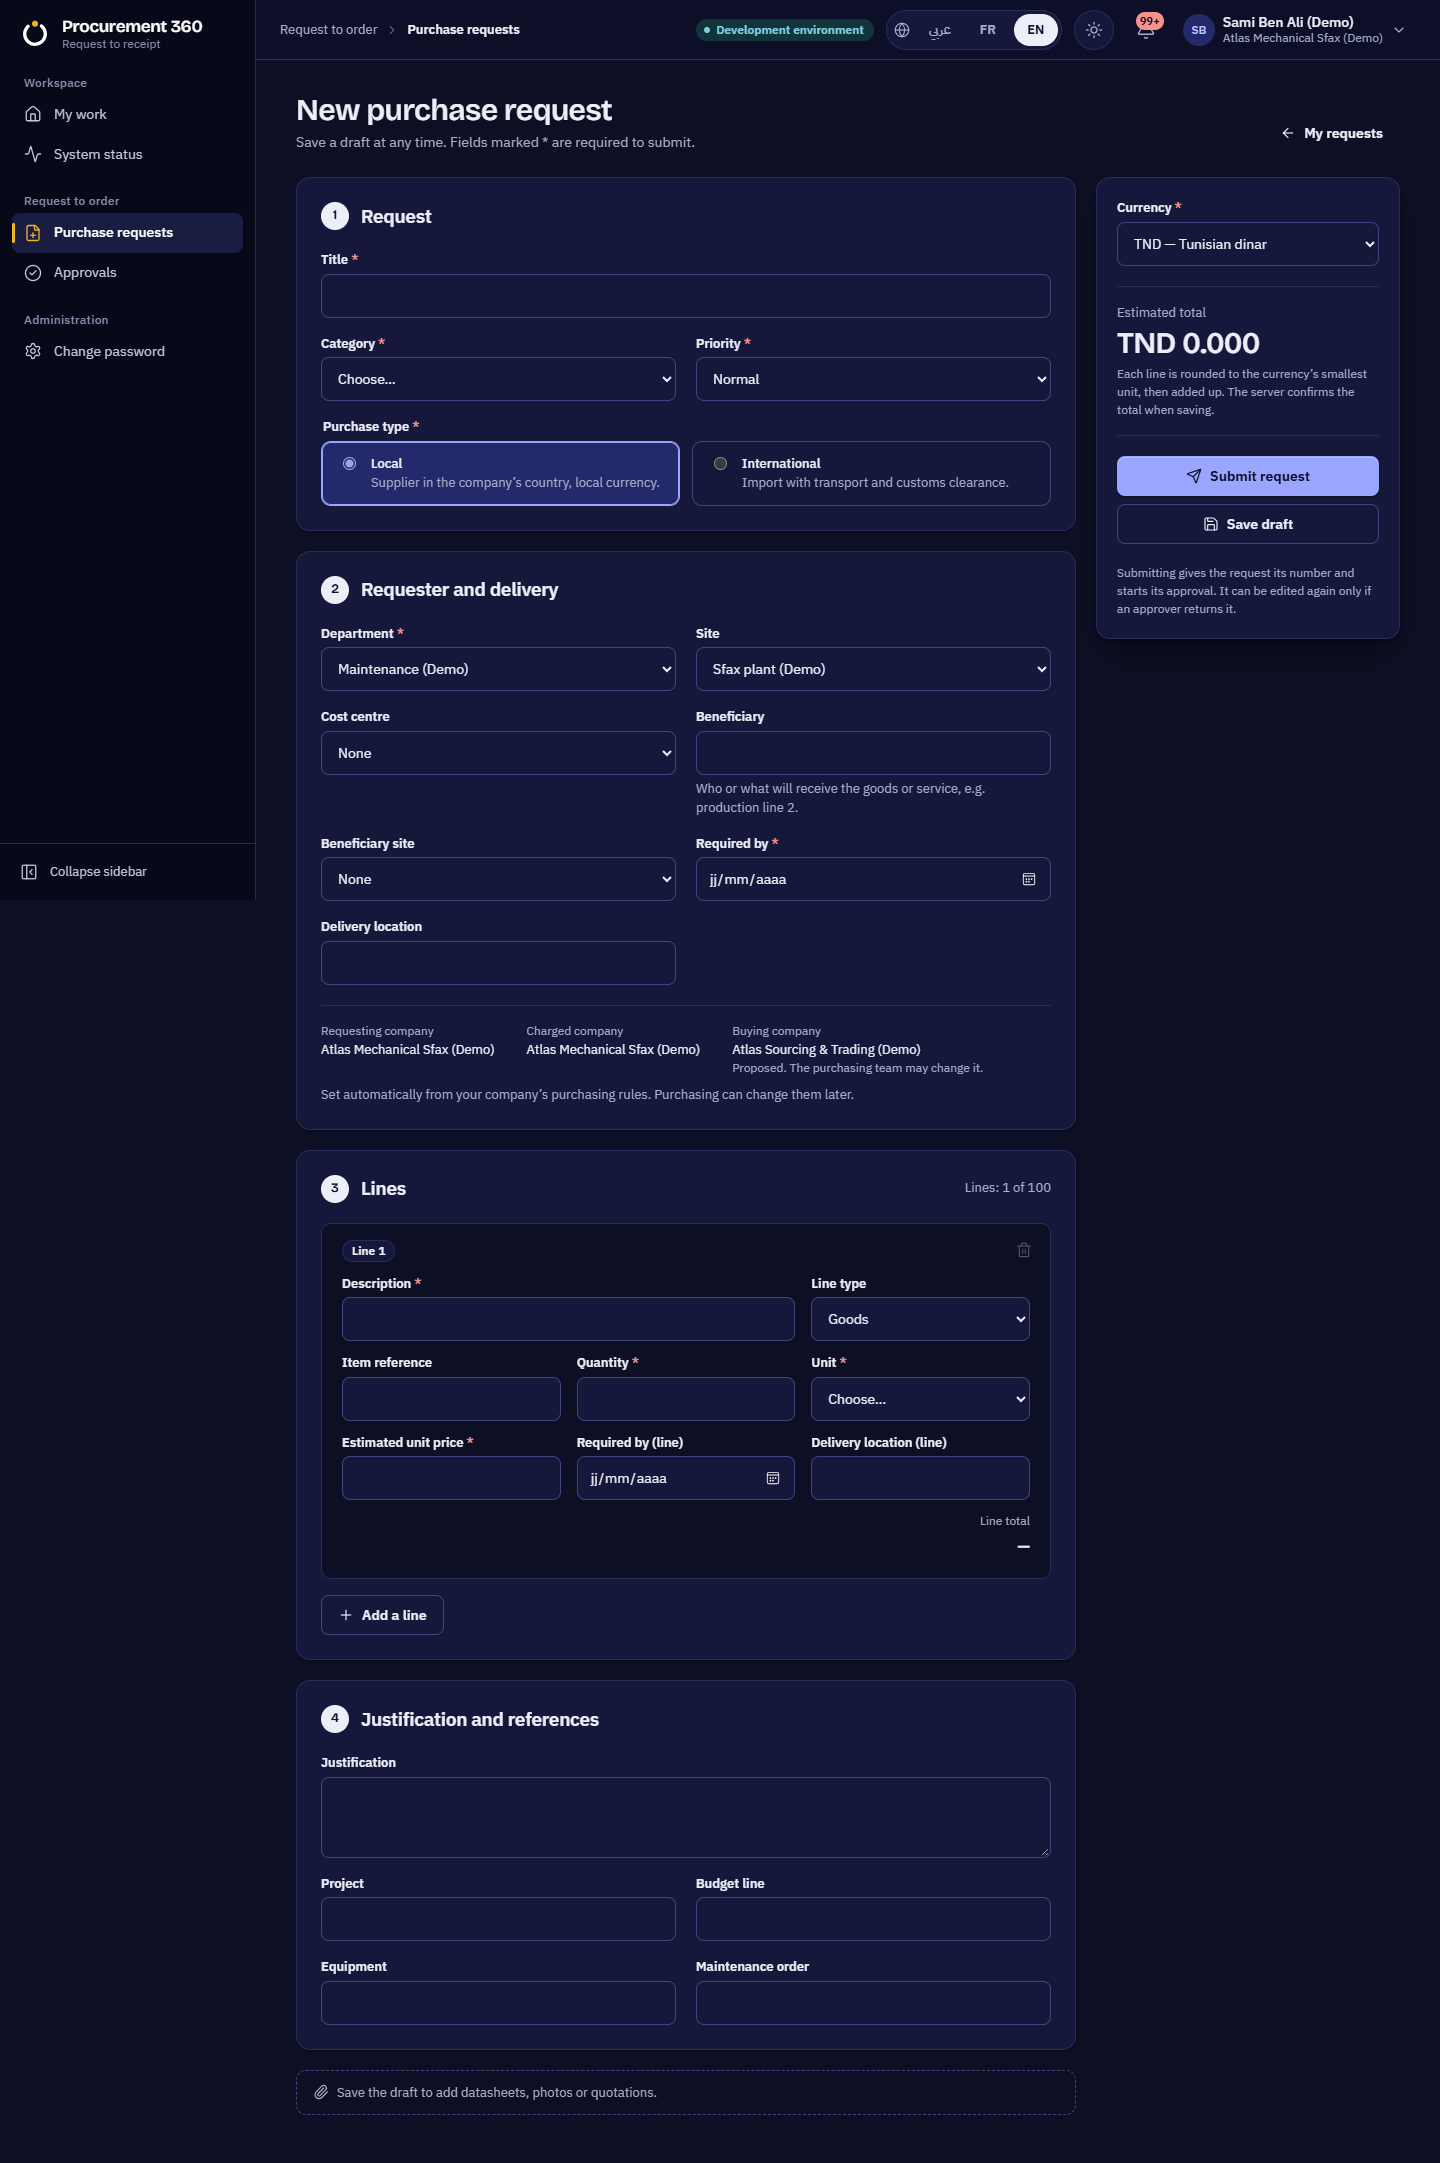 Procurement 360
Request to receipt
Workspace
My work
System status
Request to order
Purchase requests
Approvals
Administration
Change password
Collapse sidebar
Request to order > Purchase requests
Development environment
عربي FR EN
99+
SB
Sami Ben Ali (Demo)
Atlas Mechanical Sfax (Demo)
New purchase request
Save a draft at any time. Fields marked * are required to submit.
My requests
1 Request
Title *
Category * Priority *
Choose... Normal
Purchase type *
Local
Supplier in the company’s country, local currency.
International
Import with transport and customs clearance.
2 Requester and delivery
Department * Site
Maintenance (Demo) Sfax plant (Demo)
Cost centre Beneficiary
None
Who or what will receive the goods or service, e.g.
production line 2.
Beneficiary site Required by *
None jj/mm/aaaa
Delivery location
Requesting company Charged company Buying company
Atlas Mechanical Sfax (Demo) Atlas Mechanical Sfax (Demo) Atlas Sourcing & Trading (Demo)
Proposed. The purchasing team may change it.
Set automatically from your company’s purchasing rules. Purchasing can change them later.
3 Lines
Lines: 1 of 100
Line 1
Description * Line type
Goods
Item reference Quantity * Unit *
Choose...
Estimated unit price * Required by (line) Delivery location (line)
jj/mm/aaaa
Line total
—
Add a line
4 Justification and references
Justification
Project Budget line
Equipment Maintenance order
Save the draft to add datasheets, photos or quotations.
Currency *
TND — Tunisian dinar
Estimated total
TND 0.000
Each line is rounded to the currency’s smallest
unit, then added up. The server confirms the
total when saving.
Submit request
Save draft
Submitting gives the request its number and
starts its approval. It can be edited again only if
an approver returns it.